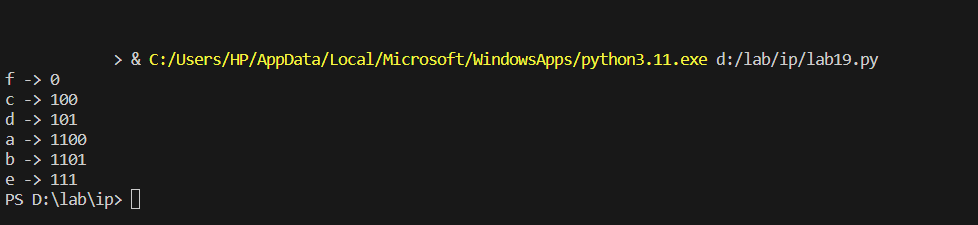 > & C:/Users/HP/AppData/Local/Microsoft/WindowsApps/python3.11.exe d:/lab/ip/lab19.py
f -> 0
c -> 100
d -> 101
a -> 1100
b -> 1101
e -> 111
PS D:\lab\ip>